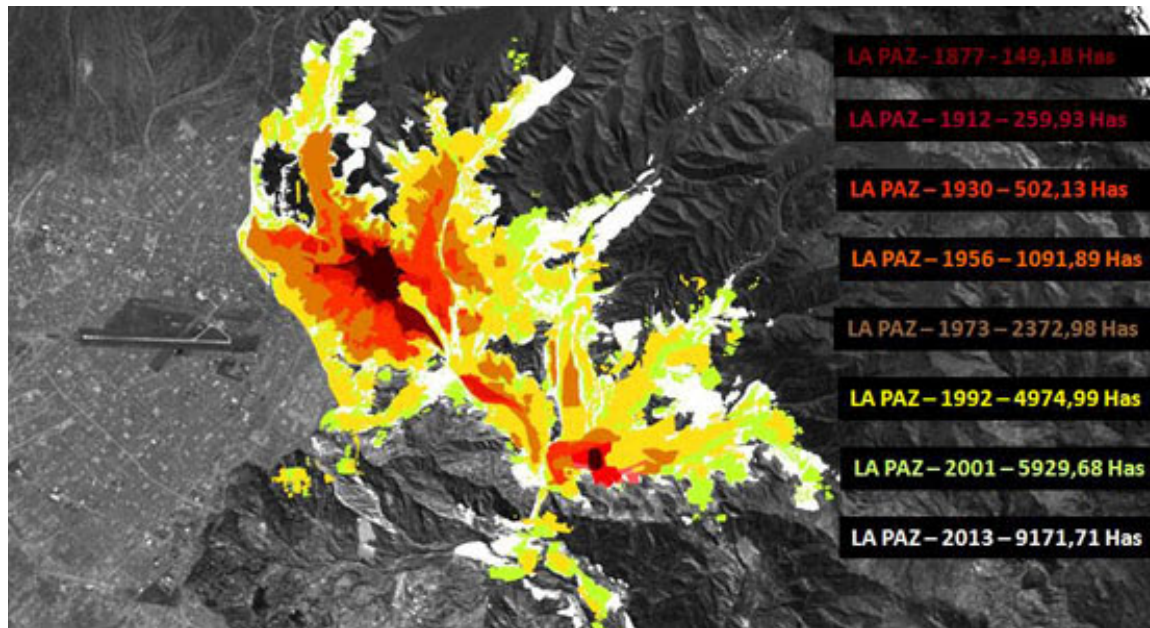 LA PAZ - 1877 - 149,18 Has
LA PAZ – 1912 – 259,93 Has
LA PAZ – 1930 – 502,13 Has
LA PAZ – 1956 – 1091,89 Has
LA PAZ – 1973 – 2372,98 Has
LA PAZ – 1992 – 4974,99 Has
LA PAZ – 2001 – 5929,68 Has
LA PAZ – 2013 – 9171,71 Has